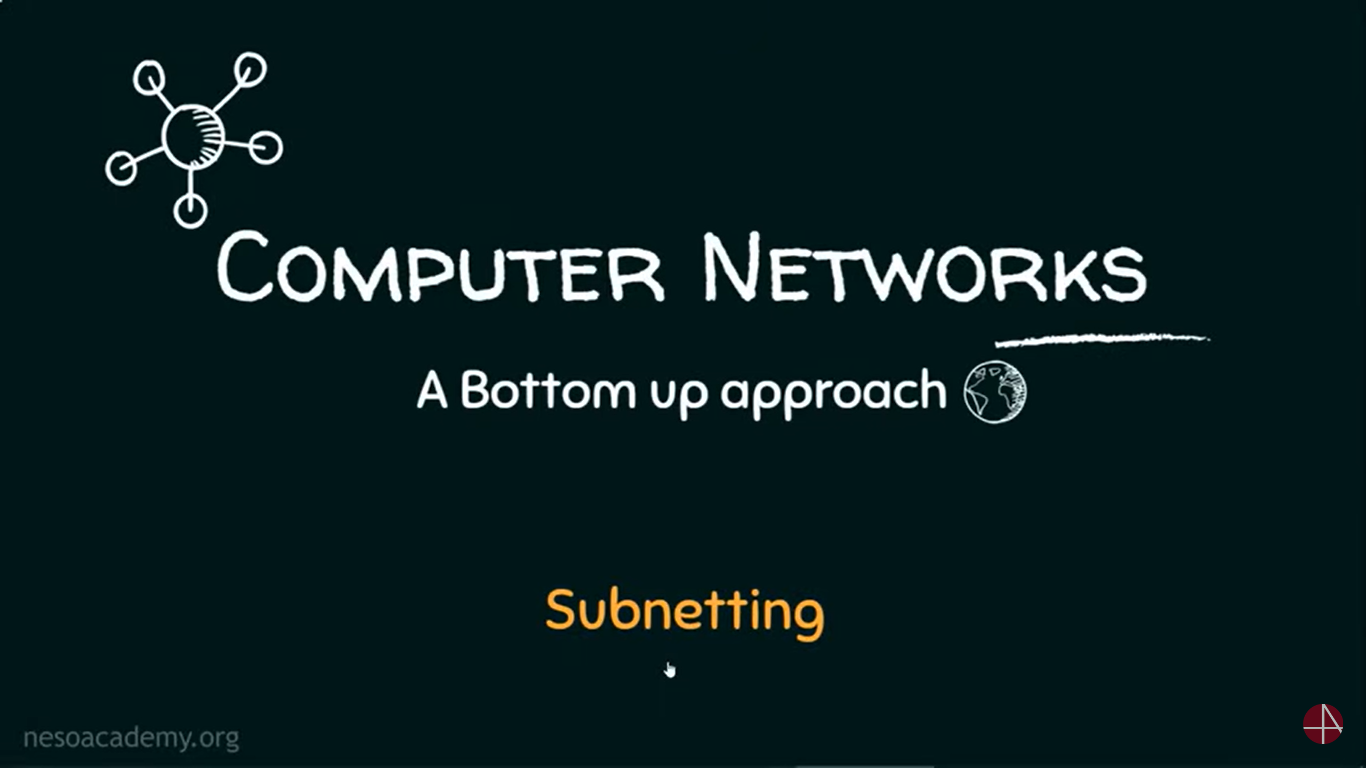 Computer Networks
A Bottom up approach
Subnetting
nesoacademy.org